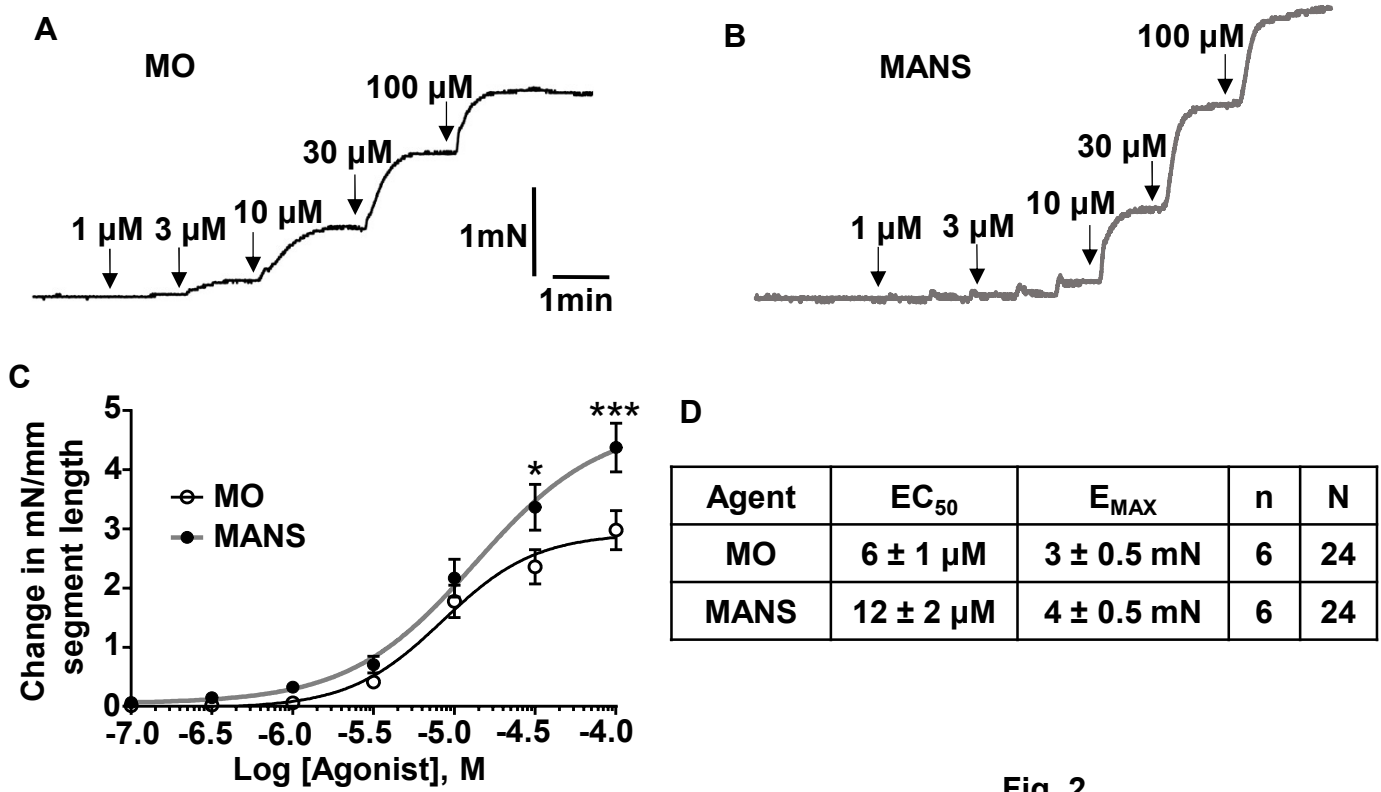 A
MO
1 µM
3 µM
10 µM
30 µM
100 µM
1mN
1min
B
MANS
1 µM
3 µM
10 µM
30 µM
100 µM
C
Change in mN/mm
segment length
5
4
3
2
1
0
MO
MANS
*
***
-7.0 -6.5 -6.0 -5.5 -5.0 -4.5 -4.0
Log [Agonist], M
D
Agent EC50 EMAX n N
MO 6 ± 1 µM 3 ± 0.5 mN 6 24
MANS 12 ± 2 µM 4 ± 0.5 mN 6 24
Fig. 2